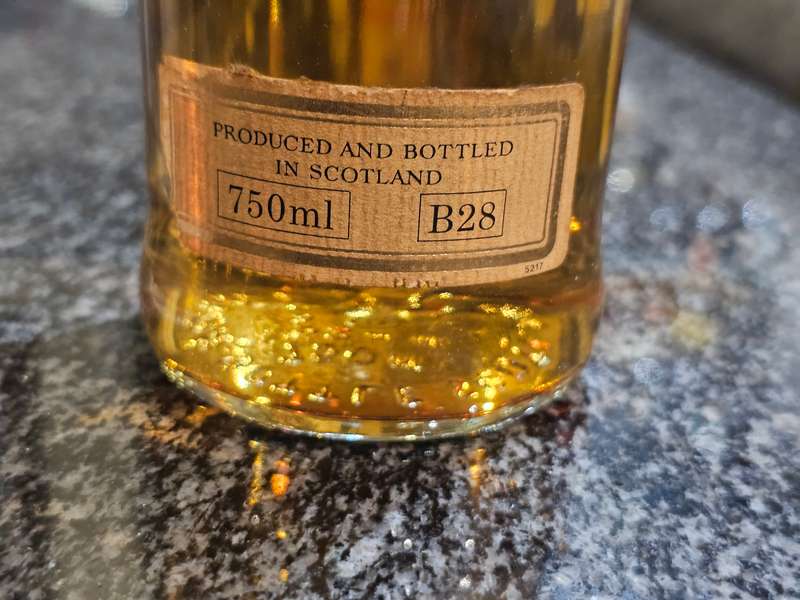 PRODUCED AND BOTTLED
IN SCOTLAND
750ml
B28
5217